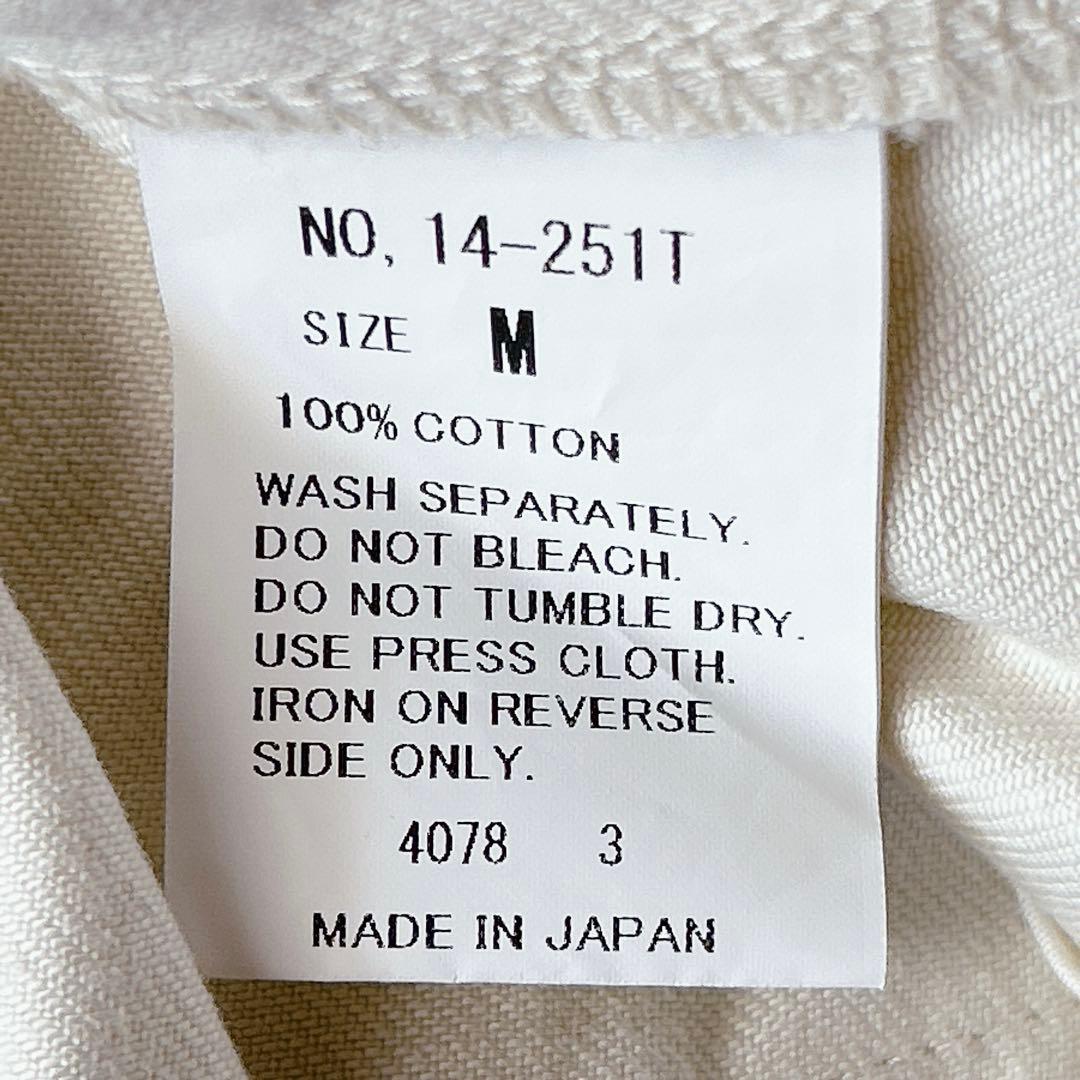 NO, 14-251T
SIZE M
100% COTTON
WASH SEPARATELY.
DO NOT BLEACH.
DO NOT TUMBLE DRY.
USE PRESS CLOTH.
IRON ON REVERSE
SIDE ONLY.
4078 3
MADE IN JAPAN